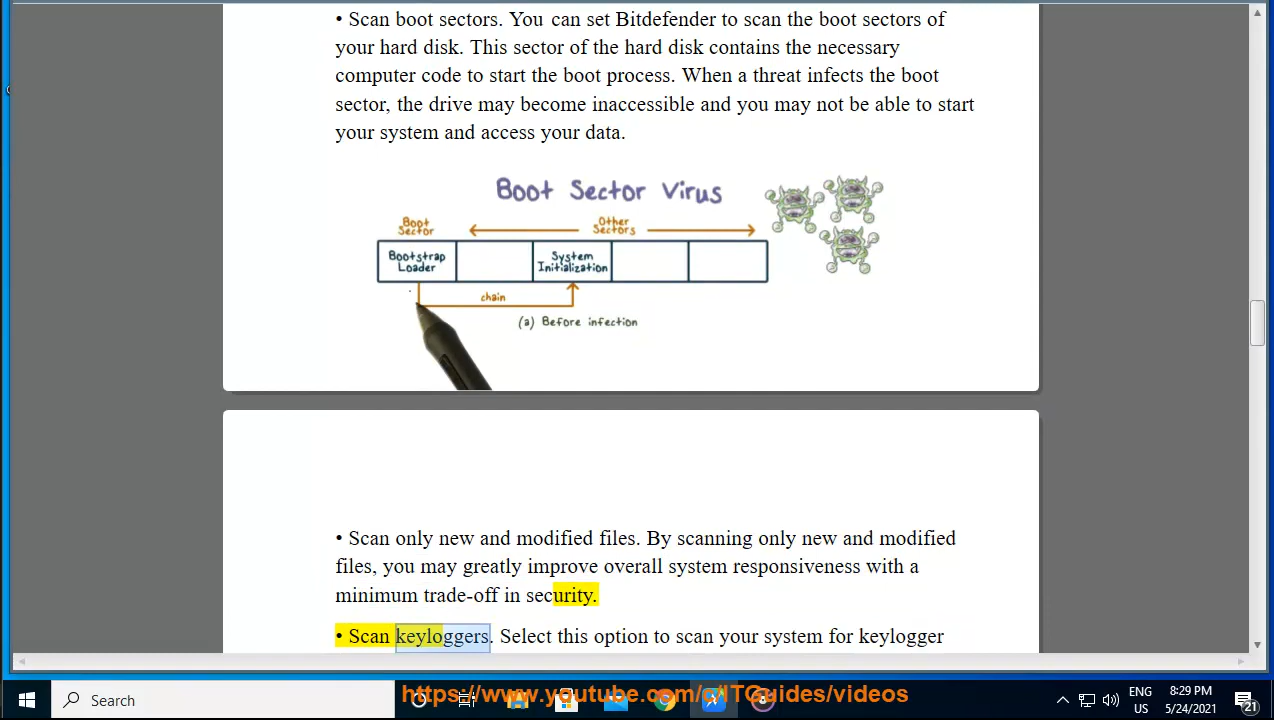 • Scan boot sectors. You can set Bitdefender to scan the boot sectors of
your hard disk. This sector of the hard disk contains the necessary
computer code to start the boot process. When a threat infects the boot
sector, the drive may become inaccessible and you may not be able to start
your system and access your data.
Boot Sector Virus
Boot
Sector
Other
Sectors
Bootstrap
Loader
System
Initialization
chain
(a) Before infection
• Scan only new and modified files. By scanning only new and modified
files, you may greatly improve overall system responsiveness with a
minimum trade-off in security.
• Scan keyloggers. Select this option to scan your system for keylogger
Search
https://www.youtube.com/c/ITGuides/videos
ENG
US
8:29 PM
5/24/2021
21